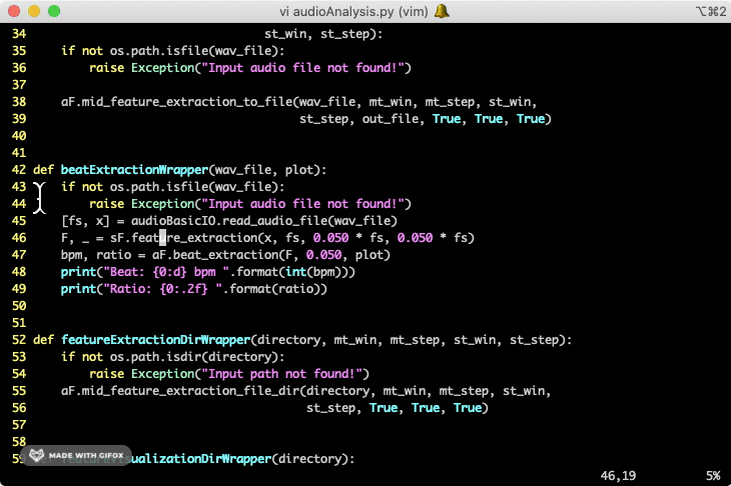 vi audioAnalysis.py (vim) 🔔 ⌥⌘2
34                                  st_win, st_step):
35     if not os.path.isfile(wav_file):
36         raise Exception("Input audio file not found!")
37
38     aF.mid_feature_extraction_to_file(wav_file, mt_win, mt_step, st_win,
39                                       st_step, out_file, True, True, True)
40
41
42 def beatExtractionWrapper(wav_file, plot):
43     if not os.path.isfile(wav_file):
44         raise Exception("Input audio file not found!")
45     [fs, x] = audioBasicIO.read_audio_file(wav_file)
46     F, _ = sF.feature_extraction(x, fs, 0.050 * fs, 0.050 * fs)
47     bpm, ratio = aF.beat_extraction(F, 0.050, plot)
48     print("Beat: {0:d} bpm ".format(int(bpm)))
49     print("Ratio: {0:.2f} ".format(ratio))
50
51
52 def featureExtractionDirWrapper(directory, mt_win, mt_step, st_win, st_step):
53     if not os.path.isdir(directory):
54         raise Exception("Input path not found!")
55     aF.mid_feature_extraction_file_dir(directory, mt_win, mt_step, st_win,
56                                        st_step, True, True, True)
57
58
59 def featureVisualizationDirWrapper(directory):
MADE WITH GIFOX
46,19 5%